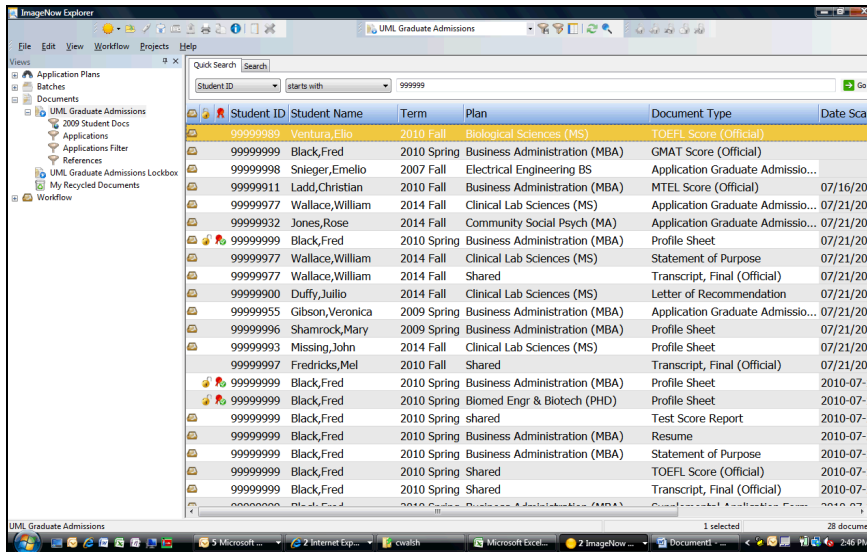 ImageNow Explorer
UML Graduate Admissions
File Edit View Workflow Projects Help
Views
Application Plans
Batches
Documents
UML Graduate Admissions
2009 Student Docs
Applications
Applications Filter
References
UML Graduate Admissions Lockbox
My Recycled Documents
Workflow
Quick Search Search
Student ID starts with 999999 Go
Student ID Student Name Term Plan Document Type Date Sca
99999989 Ventura,Elio 2010 Fall Biological Sciences (MS) TOEFL Score (Official)
99999999 Black,Fred 2010 Spring Business Administration (MBA) GMAT Score (Official)
99999998 Snieger,Emelio 2007 Fall Electrical Engineering BS Application Graduate Admissio...
99999911 Ladd,Christian 2010 Fall Business Administration (MBA) MTEL Score (Official) 07/16/20
99999977 Wallace,William 2014 Fall Clinical Lab Sciences (MS) Application Graduate Admissio... 07/21/20
99999932 Jones,Rose 2014 Fall Community Social Psych (MA) Application Graduate Admissio... 07/21/20
99999999 Black,Fred 2010 Spring Business Administration (MBA) Profile Sheet 07/21/20
99999977 Wallace,William 2014 Fall Clinical Lab Sciences (MS) Statement of Purpose 07/21/20
99999977 Wallace,William 2014 Fall Shared Transcript, Final (Official) 07/21/20
99999900 Duffy,Juilio 2014 Fall Clinical Lab Sciences (MS) Letter of Recommendation 07/21/20
99999955 Gibson,Veronica 2009 Spring Business Administration (MBA) Application Graduate Admissio... 07/21/20
99999996 Shamrock,Mary 2009 Spring Business Administration (MBA) Profile Sheet 07/21/20
99999993 Missing,John 2014 Fall Clinical Lab Sciences (MS) Profile Sheet 07/21/20
99999997 Fredricks,Mel 2010 Fall Shared Transcript, Final (Official) 07/21/20
99999999 Black,Fred 2010 Spring Business Administration (MBA) Profile Sheet 2010-07-
99999999 Black,Fred 2010 Spring Biomed Engr & Biotech (PHD) Profile Sheet 2010-07-
99999999 Black,Fred 2010 Spring shared Test Score Report 2010-07-
99999999 Black,Fred 2010 Spring Business Administration (MBA) Resume 2010-07-
99999999 Black,Fred 2010 Spring Business Administration (MBA) Statement of Purpose 2010-07-
99999999 Black,Fred 2010 Spring Shared TOEFL Score (Official) 2010-07-
99999999 Black,Fred 2010 Spring Shared Transcript, Final (Official) 2010-07-
99999999 Black,Fred 2010 Spring Business Administration (MBA) Supplemental Application Form 2010-07-
UML Graduate Admissions 1 selected 28 docume
5 Microsoft ... 2 Internet Exp... cwalsh Microsoft Excel... 2 ImageNow ... Document1 - ... 2:46 PM